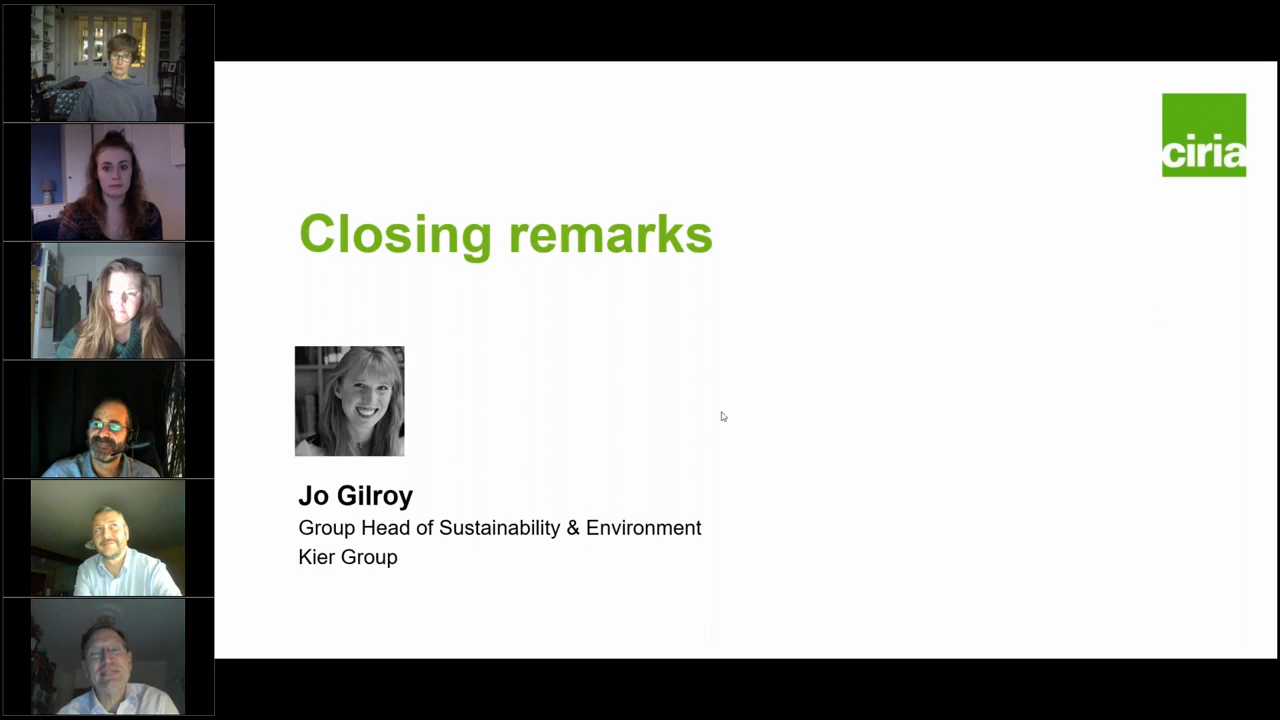 ciria
Closing remarks
Jo Gilroy
Group Head of Sustainability & Environment
Kier Group